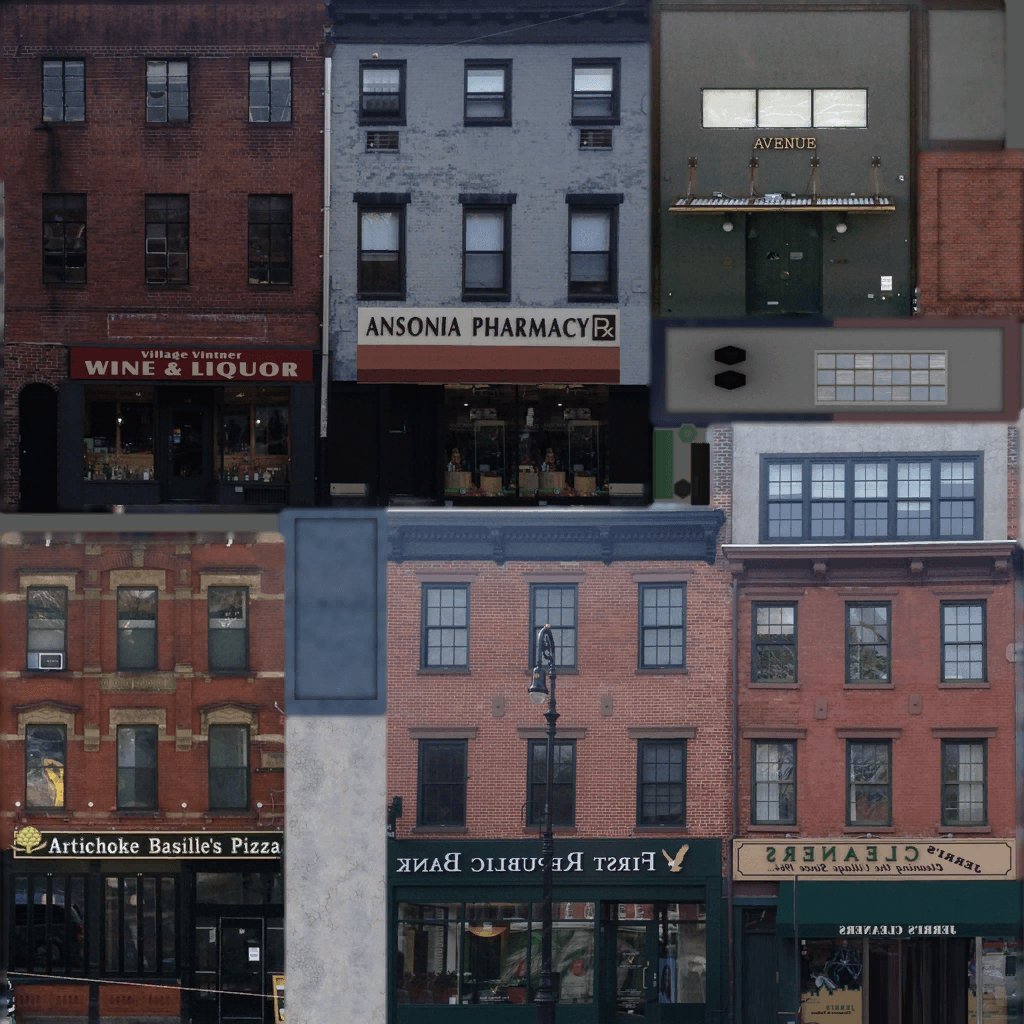 AVENUE
ANSONIA PHARMACY Rx
Village Vintner
WINE & LIQUOR
Artichoke Basille's Pizza
FIRST REPUBLIC BANK
JERRI'S CLEANERS
Cleaning the Village Since 1964...
JERRI'S CLEANERS